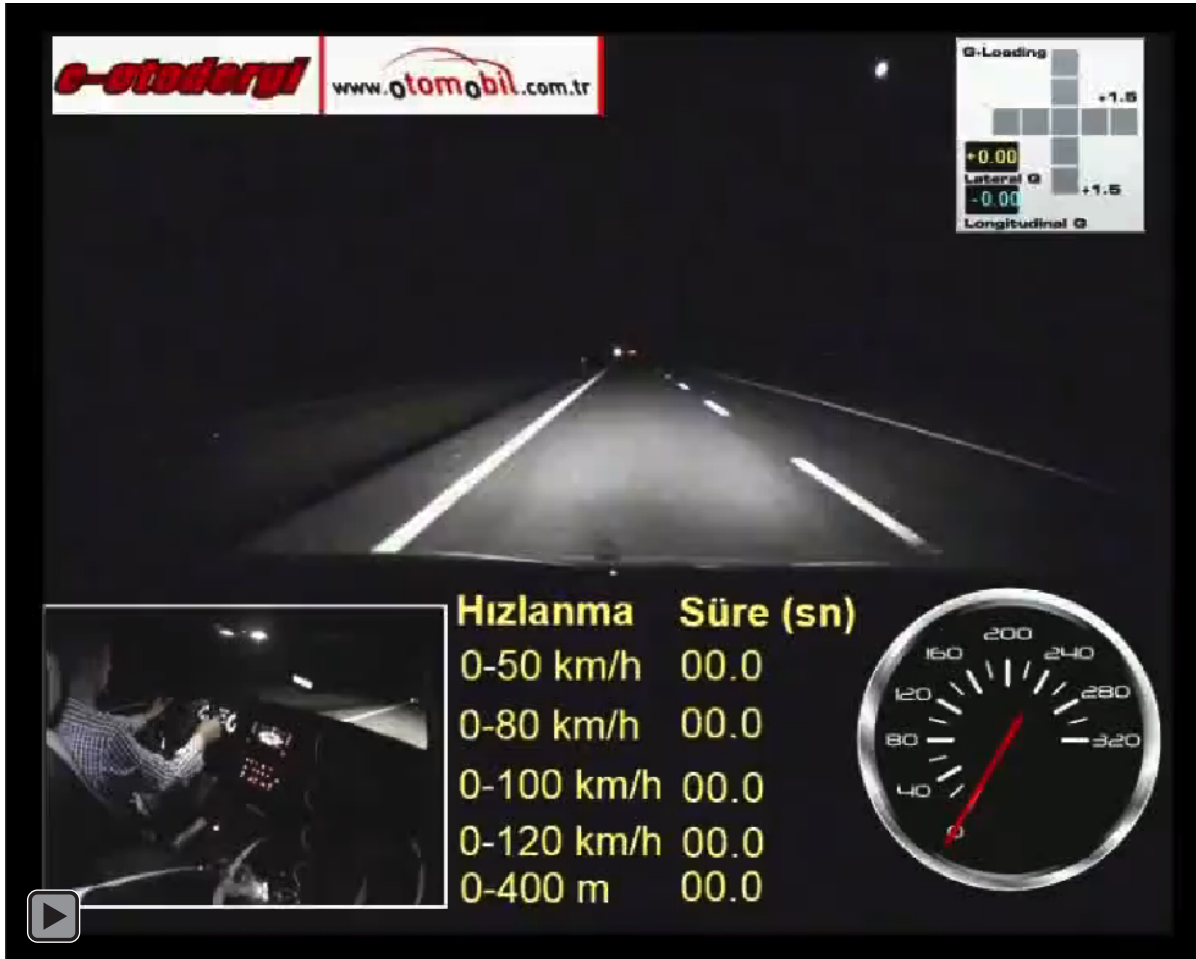 e-otodergi
www.otomobil.com.tr
G-Loading
+1.5
+0.00
Lateral G
+1.5
-0.00
Longitudinal G
Hızlanma Süre (sn)
0-50 km/h 00.0
0-80 km/h 00.0
0-100 km/h 00.0
0-120 km/h 00.0
0-400 m 00.0
200
160 240
120 280
80 320
40
0